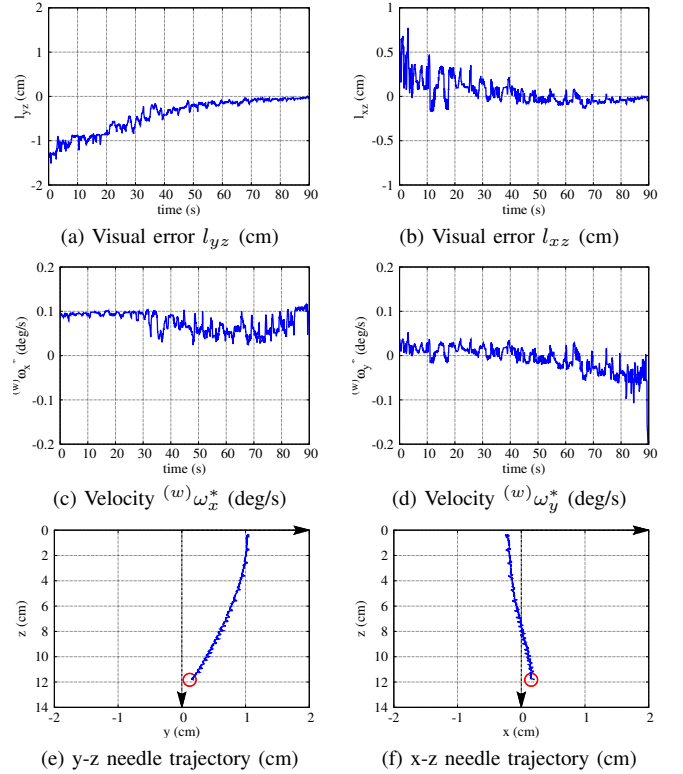 2
1
0
-1
-2
l_yz (cm)
0 10 20 30 40 50 60 70 80 90
time (s)
(a) Visual error l_{yz} (cm)
1
0.5
0
-0.5
-1
l_xz (cm)
0 10 20 30 40 50 60 70 80 90
time (s)
(b) Visual error l_{xz} (cm)
0.2
0.1
0
-0.1
-0.2
(w)ω_x* (deg/s)
0 10 20 30 40 50 60 70 80 90
time (s)
(c) Velocity ^{(w)}ω_x^* (deg/s)
0.2
0.1
0
-0.1
-0.2
(w)ω_y* (deg/s)
0 10 20 30 40 50 60 70 80 90
time (s)
(d) Velocity ^{(w)}ω_y^* (deg/s)
0
2
4
6
8
10
12
14
z (cm)
-2 -1 0 1 2
y (cm)
(e) y-z needle trajectory (cm)
0
2
4
6
8
10
12
14
z (cm)
-2 -1 0 1 2
x (cm)
(f) x-z needle trajectory (cm)